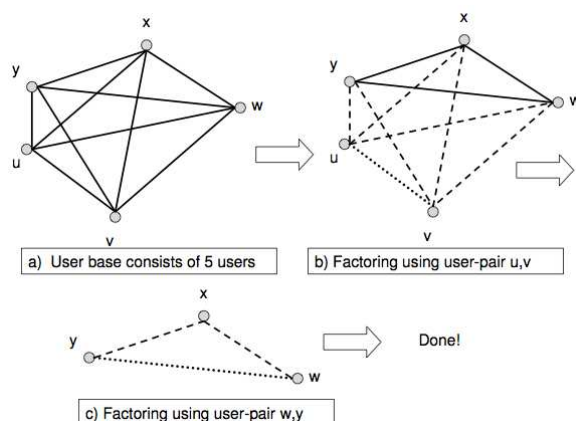 x
y
w
u
v
a) User base consists of 5 users
x
y
w
u
v
b) Factoring using user-pair u,v
x
y
w
Done!
c) Factoring using user-pair w,y